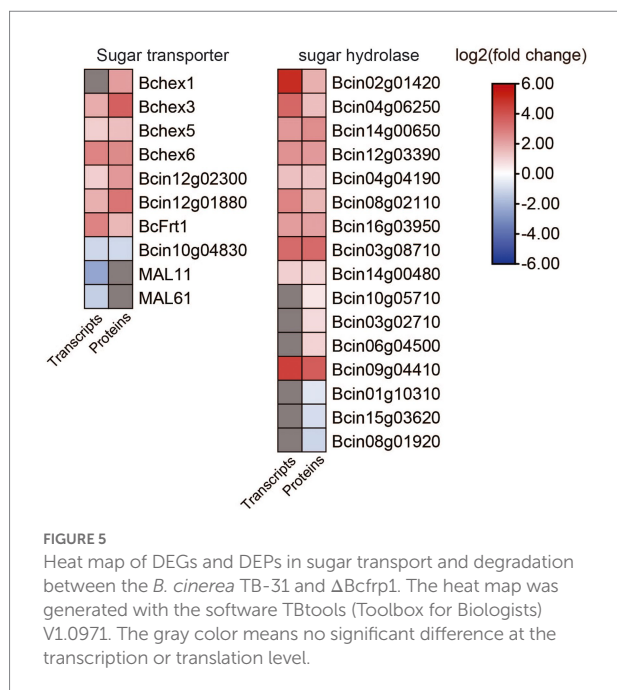 Sugar transporter
sugar hydrolase
log2(fold change)
Bchex1
Bchex3
Bchex5
Bchex6
Bcin12g02300
Bcin12g01880
BcFrt1
Bcin10g04830
MAL11
MAL61
Transcripts
Proteins
Bcin02g01420
Bcin04g06250
Bcin14g00650
Bcin12g03390
Bcin04g04190
Bcin08g02110
Bcin16g03950
Bcin03g08710
Bcin14g00480
Bcin10g05710
Bcin03g02710
Bcin06g04500
Bcin09g04410
Bcin01g10310
Bcin15g03620
Bcin08g01920
Transcripts
Proteins
6.00
4.00
2.00
0.00
-2.00
-4.00
-6.00
FIGURE 5
Heat map of DEGs and DEPs in sugar transport and degradation
between the B. cinerea TB-31 and ΔBcfrp1. The heat map was
generated with the software TBtools (Toolbox for Biologists)
V1.0971. The gray color means no significant difference at the
transcription or translation level.